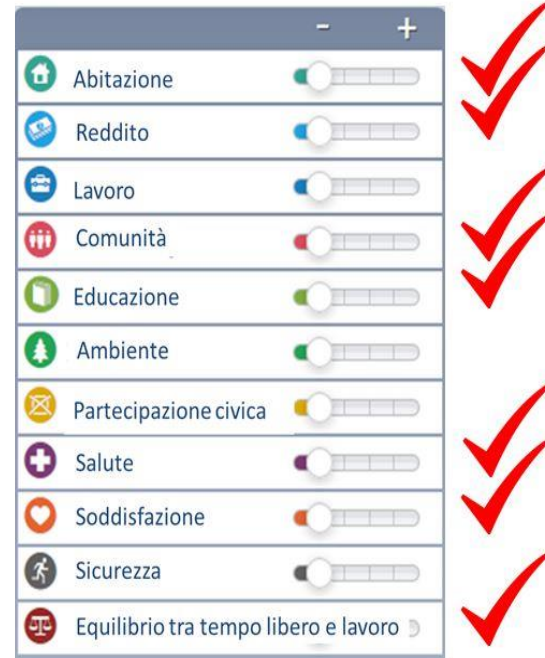 - +
Abitazione
Reddito
Lavoro
Comunità
Educazione
Ambiente
Partecipazione civica
Salute
Soddisfazione
Sicurezza
Equilibrio tra tempo libero e lavoro